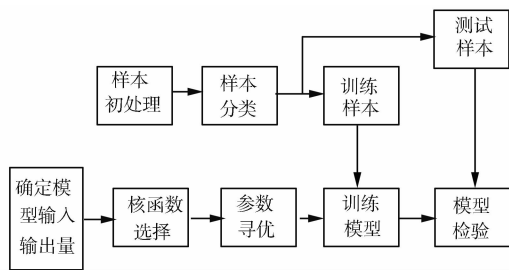 测试
样本
样本
初处理
样本
分类
训练
样本
确定模
型输入
输出量
核函数
选择
参数
寻优
训练
模型
模型
检验